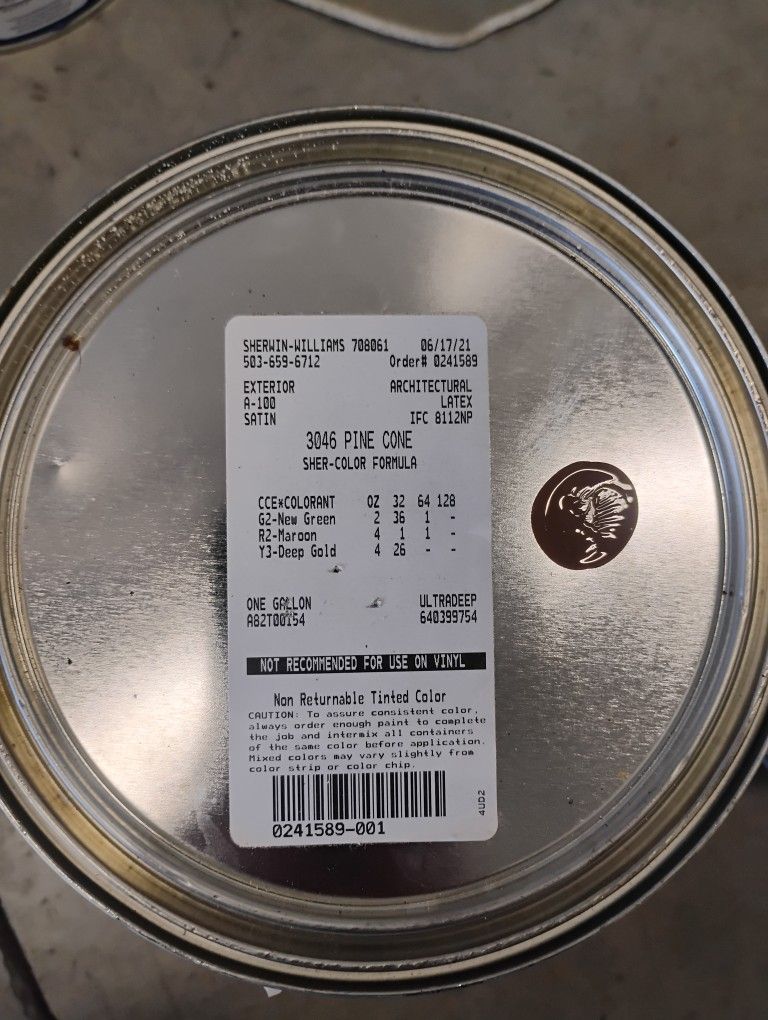 SHERWIN-WILLIAMS 708061 06/17/21
503-659-6712 Order# 0241589
EXTERIOR ARCHITECTURAL
A-100 LATEX
SATIN IFC 8112NP
3046 PINE CONE
SHER-COLOR FORMULA
CCE*COLORANT OZ 32 64 128
G2-New Green 2 36 1 -
R2-Maroon 4 1 1 -
Y3-Deep Gold 4 26 - -
ONE GALLON ULTRADEEP
A82T00154 640399754
NOT RECOMMENDED FOR USE ON VINYL
Non Returnable Tinted Color
CAUTION: To assure consistent color,
always order enough paint to complete
the job and intermix all containers
of the same color before application.
Mixed colors may vary slightly from
color strip or color chip.
4UD2
0241589-001